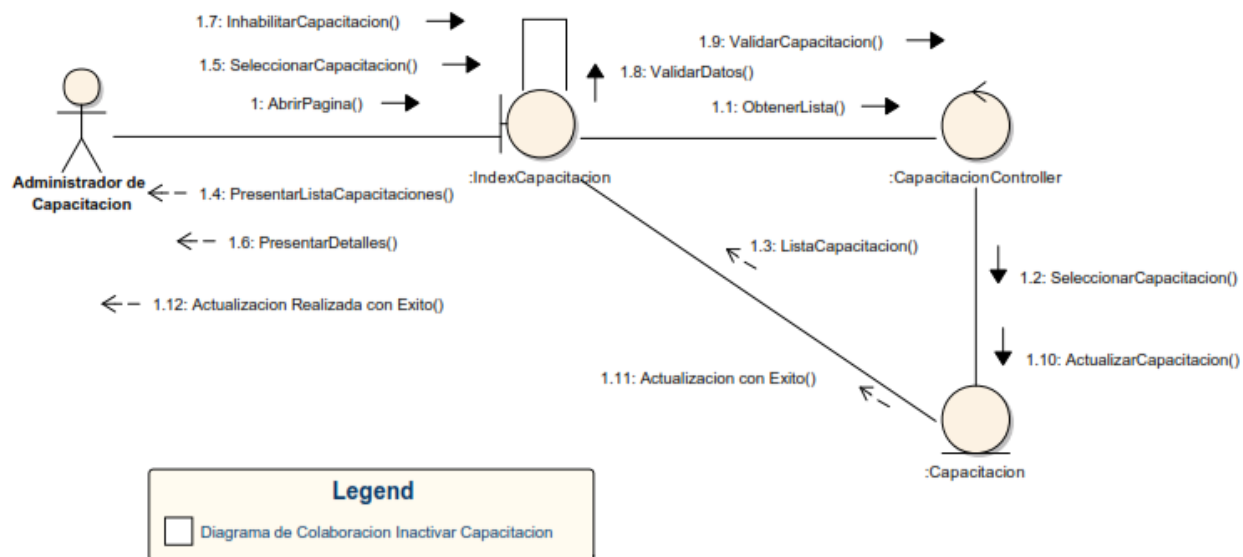 1.7: InhabilitarCapacitacion()
1.9: ValidarCapacitacion()
1.5: SeleccionarCapacitacion()
1.8: ValidarDatos()
1: AbrirPagina()
1.1: ObtenerLista()
Administrador de
Capacitacion
:IndexCapacitacion
:CapacitacionController
1.4: PresentarListaCapacitaciones()
1.6: PresentarDetalles()
1.3: ListaCapacitacion()
1.2: SeleccionarCapacitacion()
1.12: Actualizacion Realizada con Exito()
1.10: ActualizarCapacitacion()
1.11: Actualizacion con Exito()
:Capacitacion
Legend
Diagrama de Colaboracion Inactivar Capacitacion